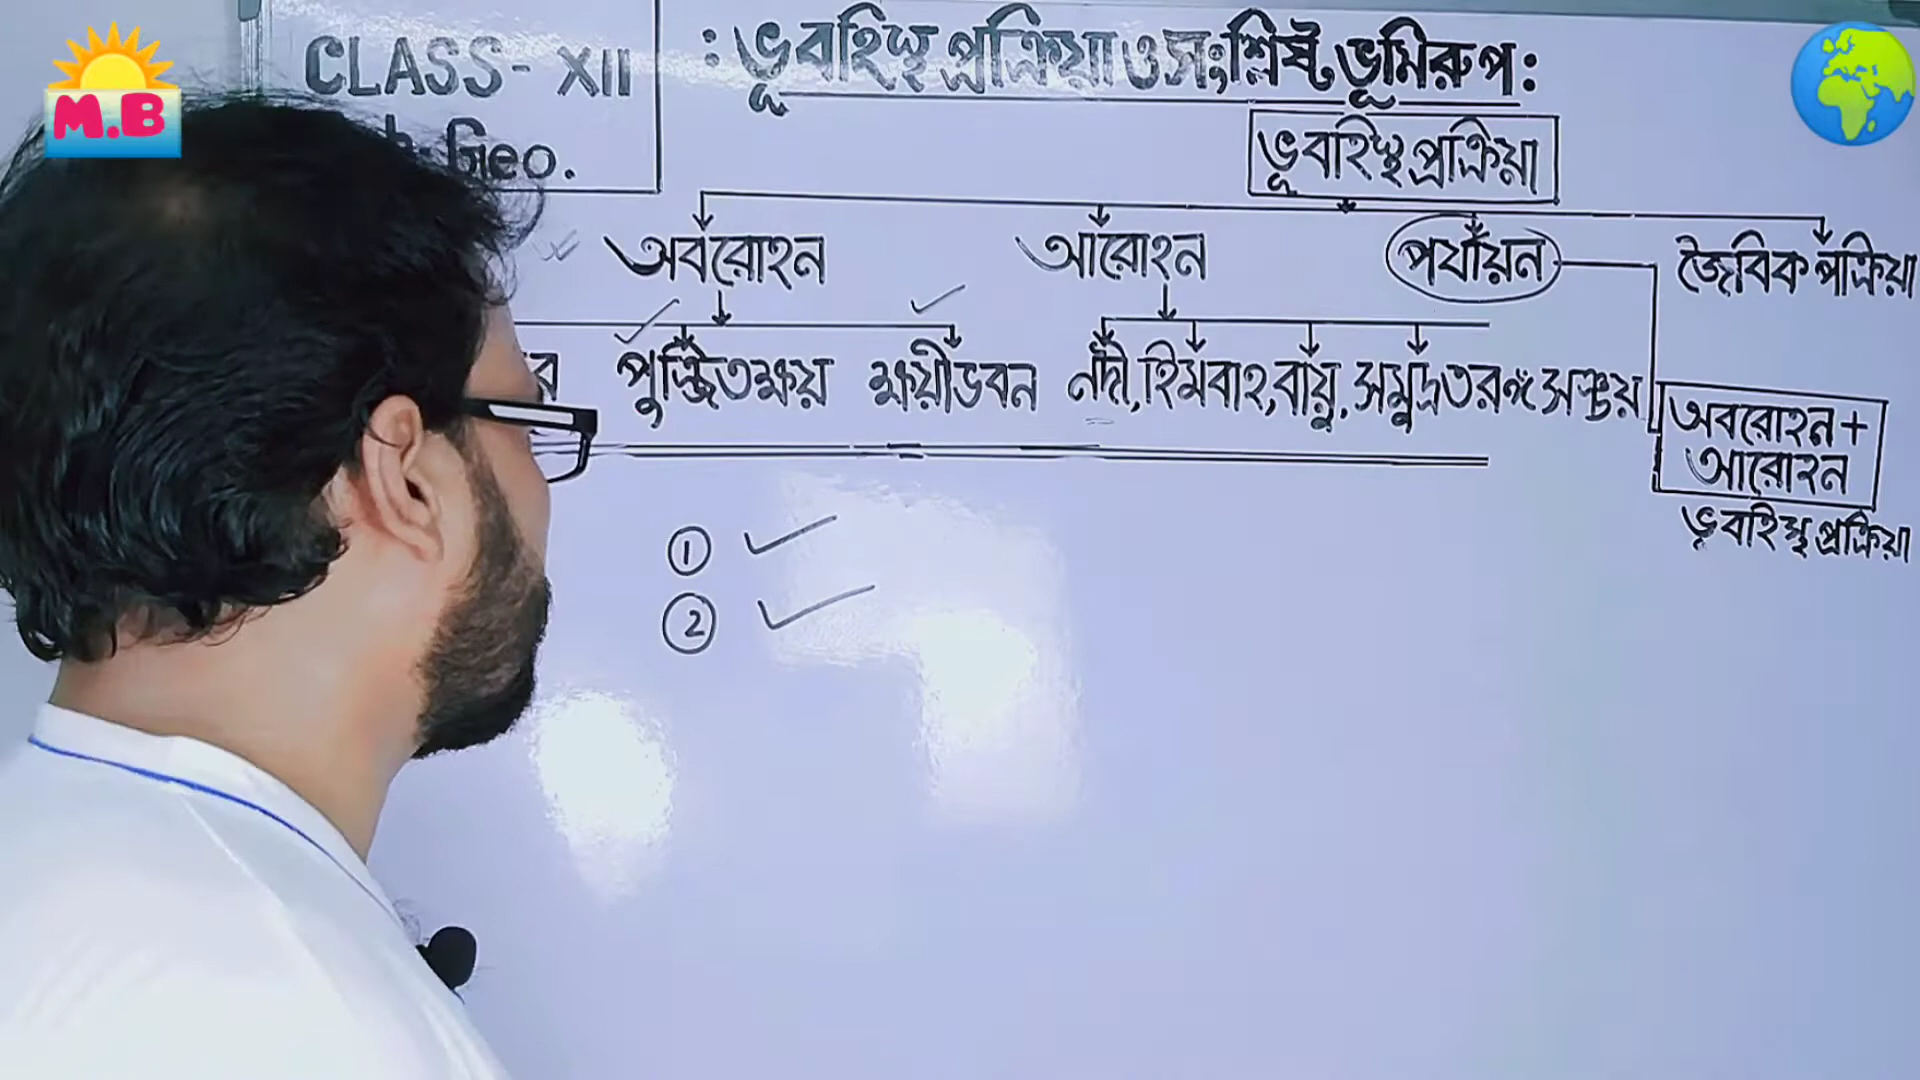 M.B
CLASS- XII
Geo.
: ভূবহিস্থ প্রক্রিয়া ও সংশ্লিষ্ট ভূমিরুপ :
ভূবহিস্থ প্রক্রিয়া
অবরোহন আরোহন পর্যায়ন জৈবিক পক্রিয়া
পুঞ্জিতক্ষয় ক্ষয়ীভবন নদী, হিমবাহ, বায়ু, সমুদ্রতরঙ্গ সঞ্চয়
অবরোহন +
আরোহন
ভূবহিস্থ প্রক্রিয়া
1
2